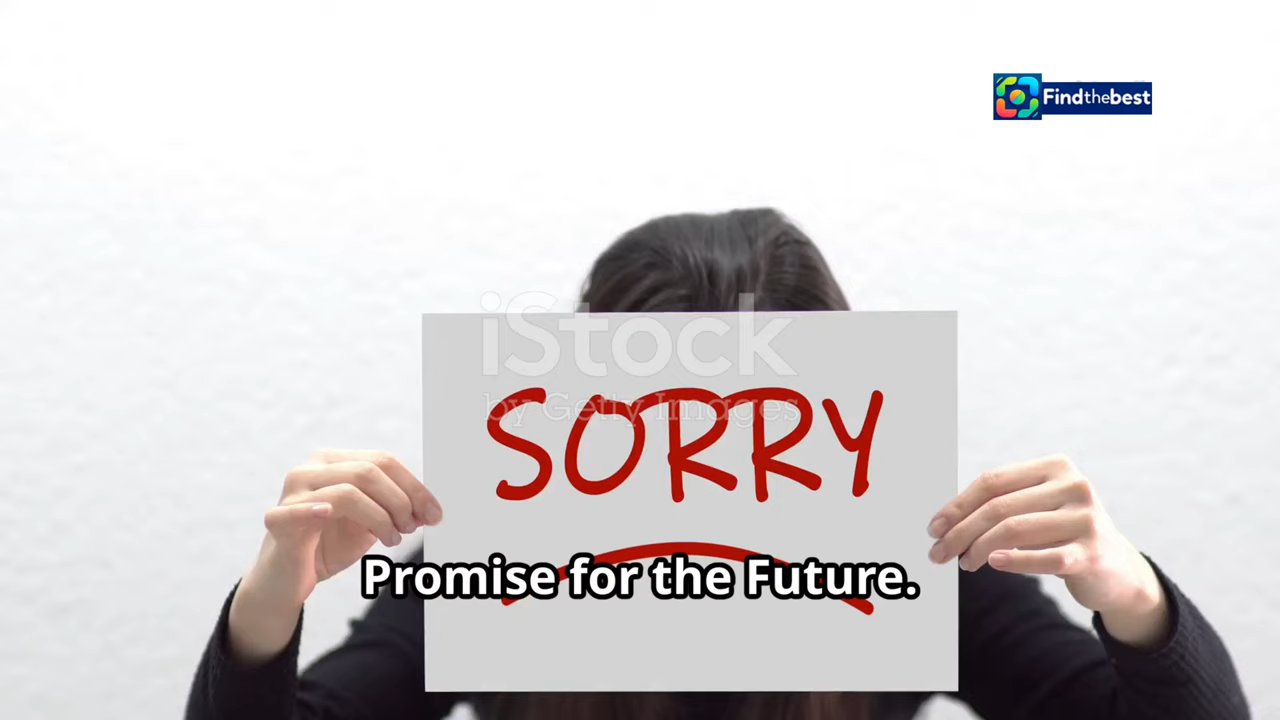 Findthebest
iStock
by Getty Images
SORRY
Promise for the Future.